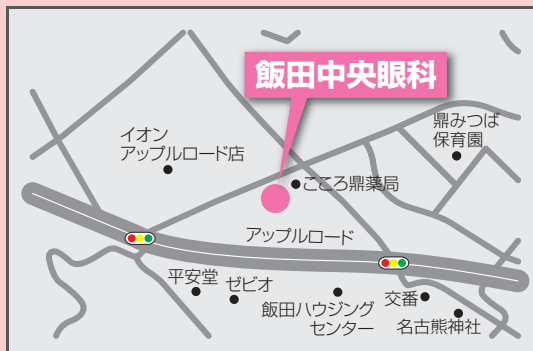 飯田中央眼科
鼎みつば
保育園
イオン
アップルロード店
こころ鼎薬局
アップルロード
平安堂
ゼビオ
飯田ハウジング
センター
交番
名古熊神社